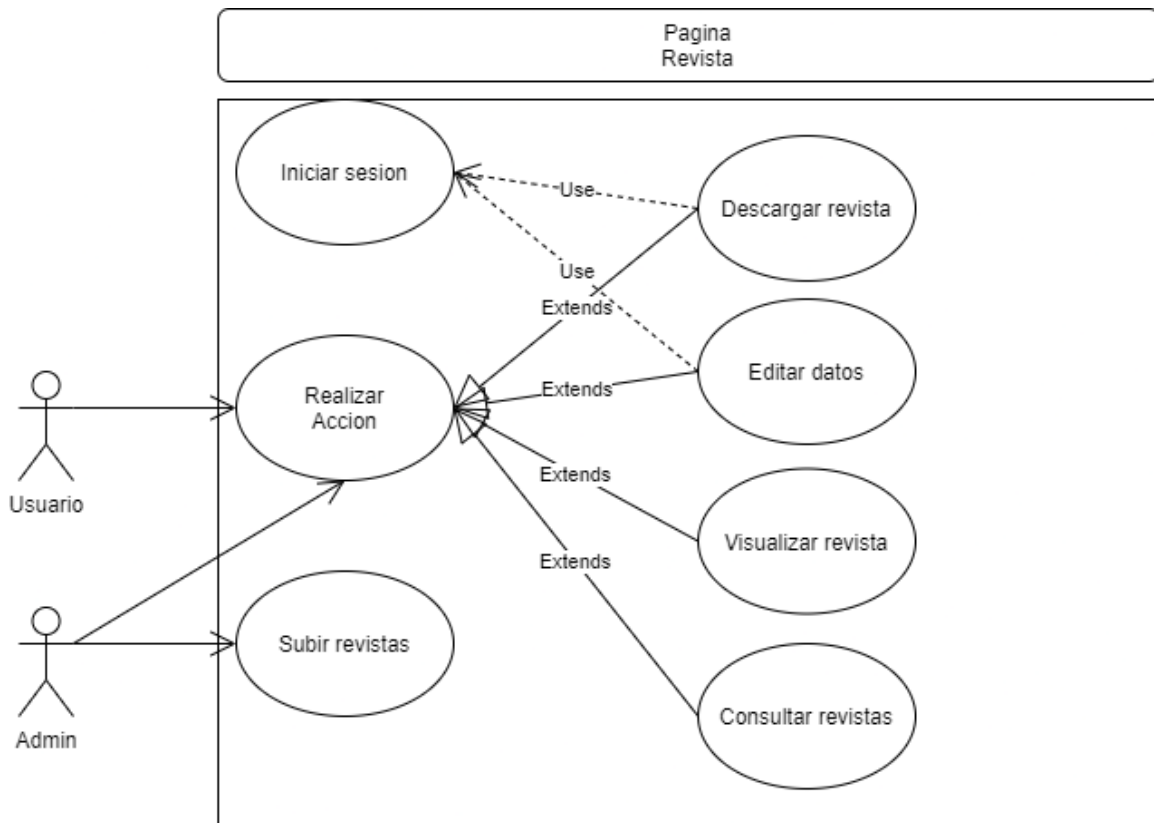 Pagina
Revista
Iniciar sesion
Use
Descargar revista
Use
Extends
Realizar
Accion
Extends
Editar datos
Usuario
Extends
Visualizar revista
Extends
Subir revistas
Admin
Consultar revistas